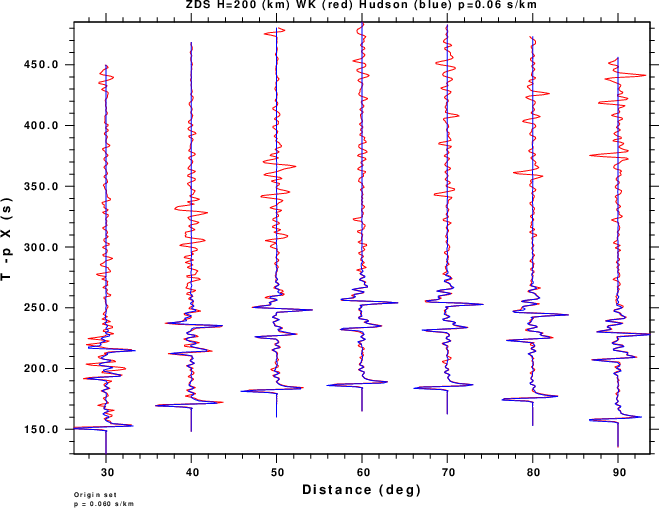 ZDS H=200 (km) WK (red) Hudson (blue) p=0.06 s/km
450.0
400.0
350.0
300.0
250.0
200.0
150.0
T -p X (s)
30 40 50 60 70 80 90
Distance (deg)
Origin set
p = 0.060 s/km